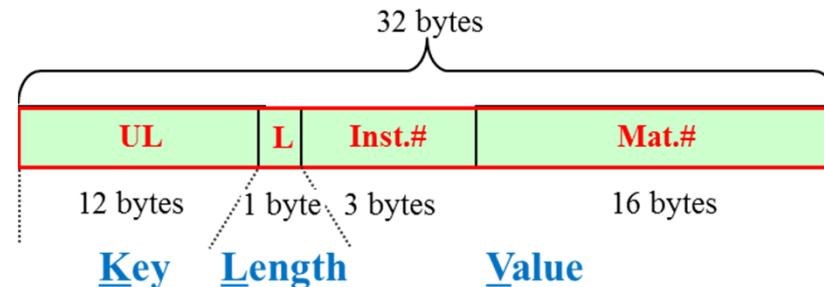 32 bytes
UL L Inst.# Mat.#
12 bytes 1 byte 3 bytes 16 bytes
Key Length Value